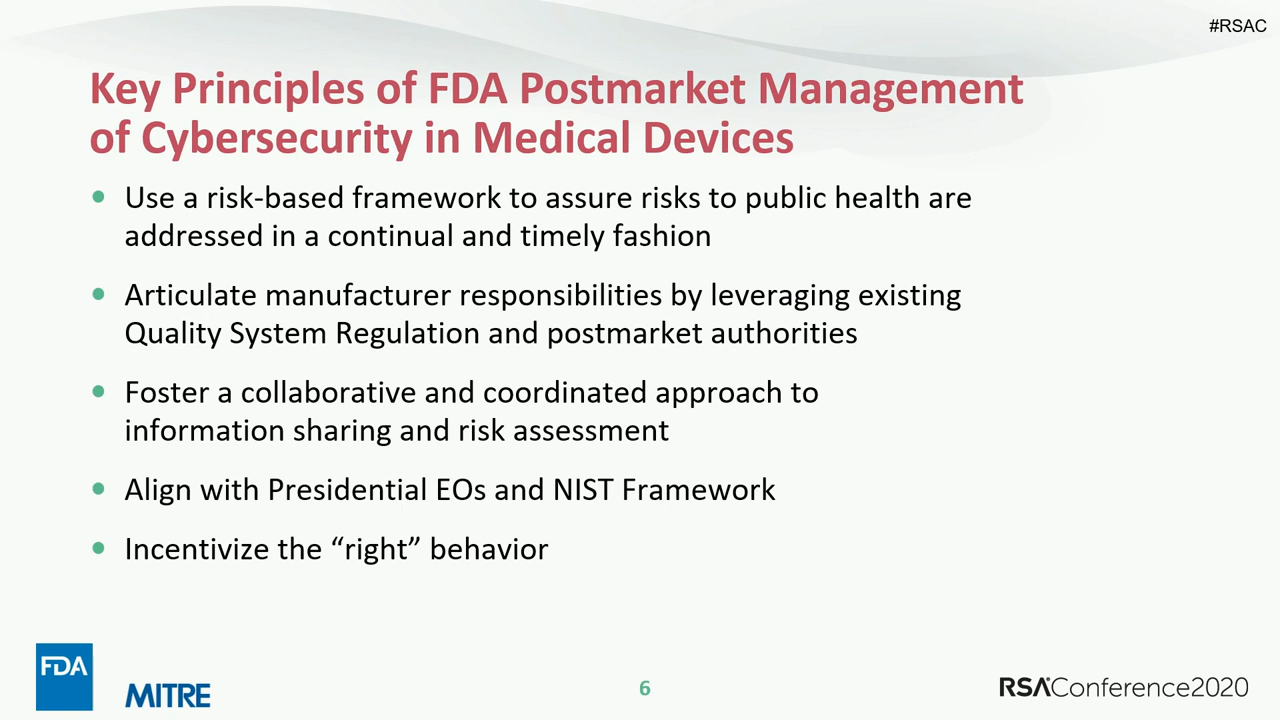 #RSAC
Key Principles of FDA Postmarket Management
of Cybersecurity in Medical Devices
• Use a risk-based framework to assure risks to public health are
addressed in a continual and timely fashion
• Articulate manufacturer responsibilities by leveraging existing
Quality System Regulation and postmarket authorities
• Foster a collaborative and coordinated approach to
information sharing and risk assessment
• Align with Presidential EOs and NIST Framework
• Incentivize the “right” behavior
FDA
MITRE
6
RSAConference2020